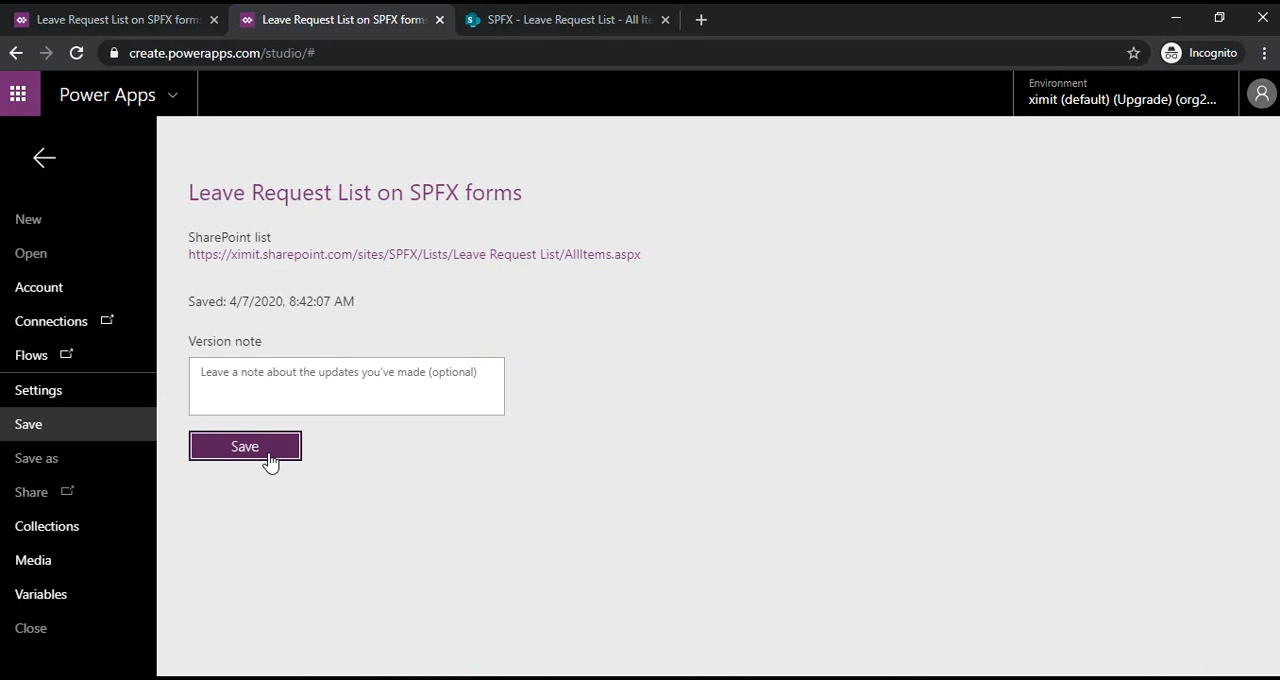 Leave Request List on SPFX forms
Leave Request List on SPFX forms
SPFX - Leave Request List - All Ite
create.powerapps.com/studio/#
Incognito
Power Apps
Environment
ximit (default) (Upgrade) (org2...
Leave Request List on SPFX forms
SharePoint list
https://ximit.sharepoint.com/sites/SPFX/Lists/Leave Request List/AllItems.aspx
Saved: 4/7/2020, 8:42:07 AM
Version note
Leave a note about the updates you've made (optional)
Save
New
Open
Account
Connections
Flows
Settings
Save
Save as
Share
Collections
Media
Variables
Close